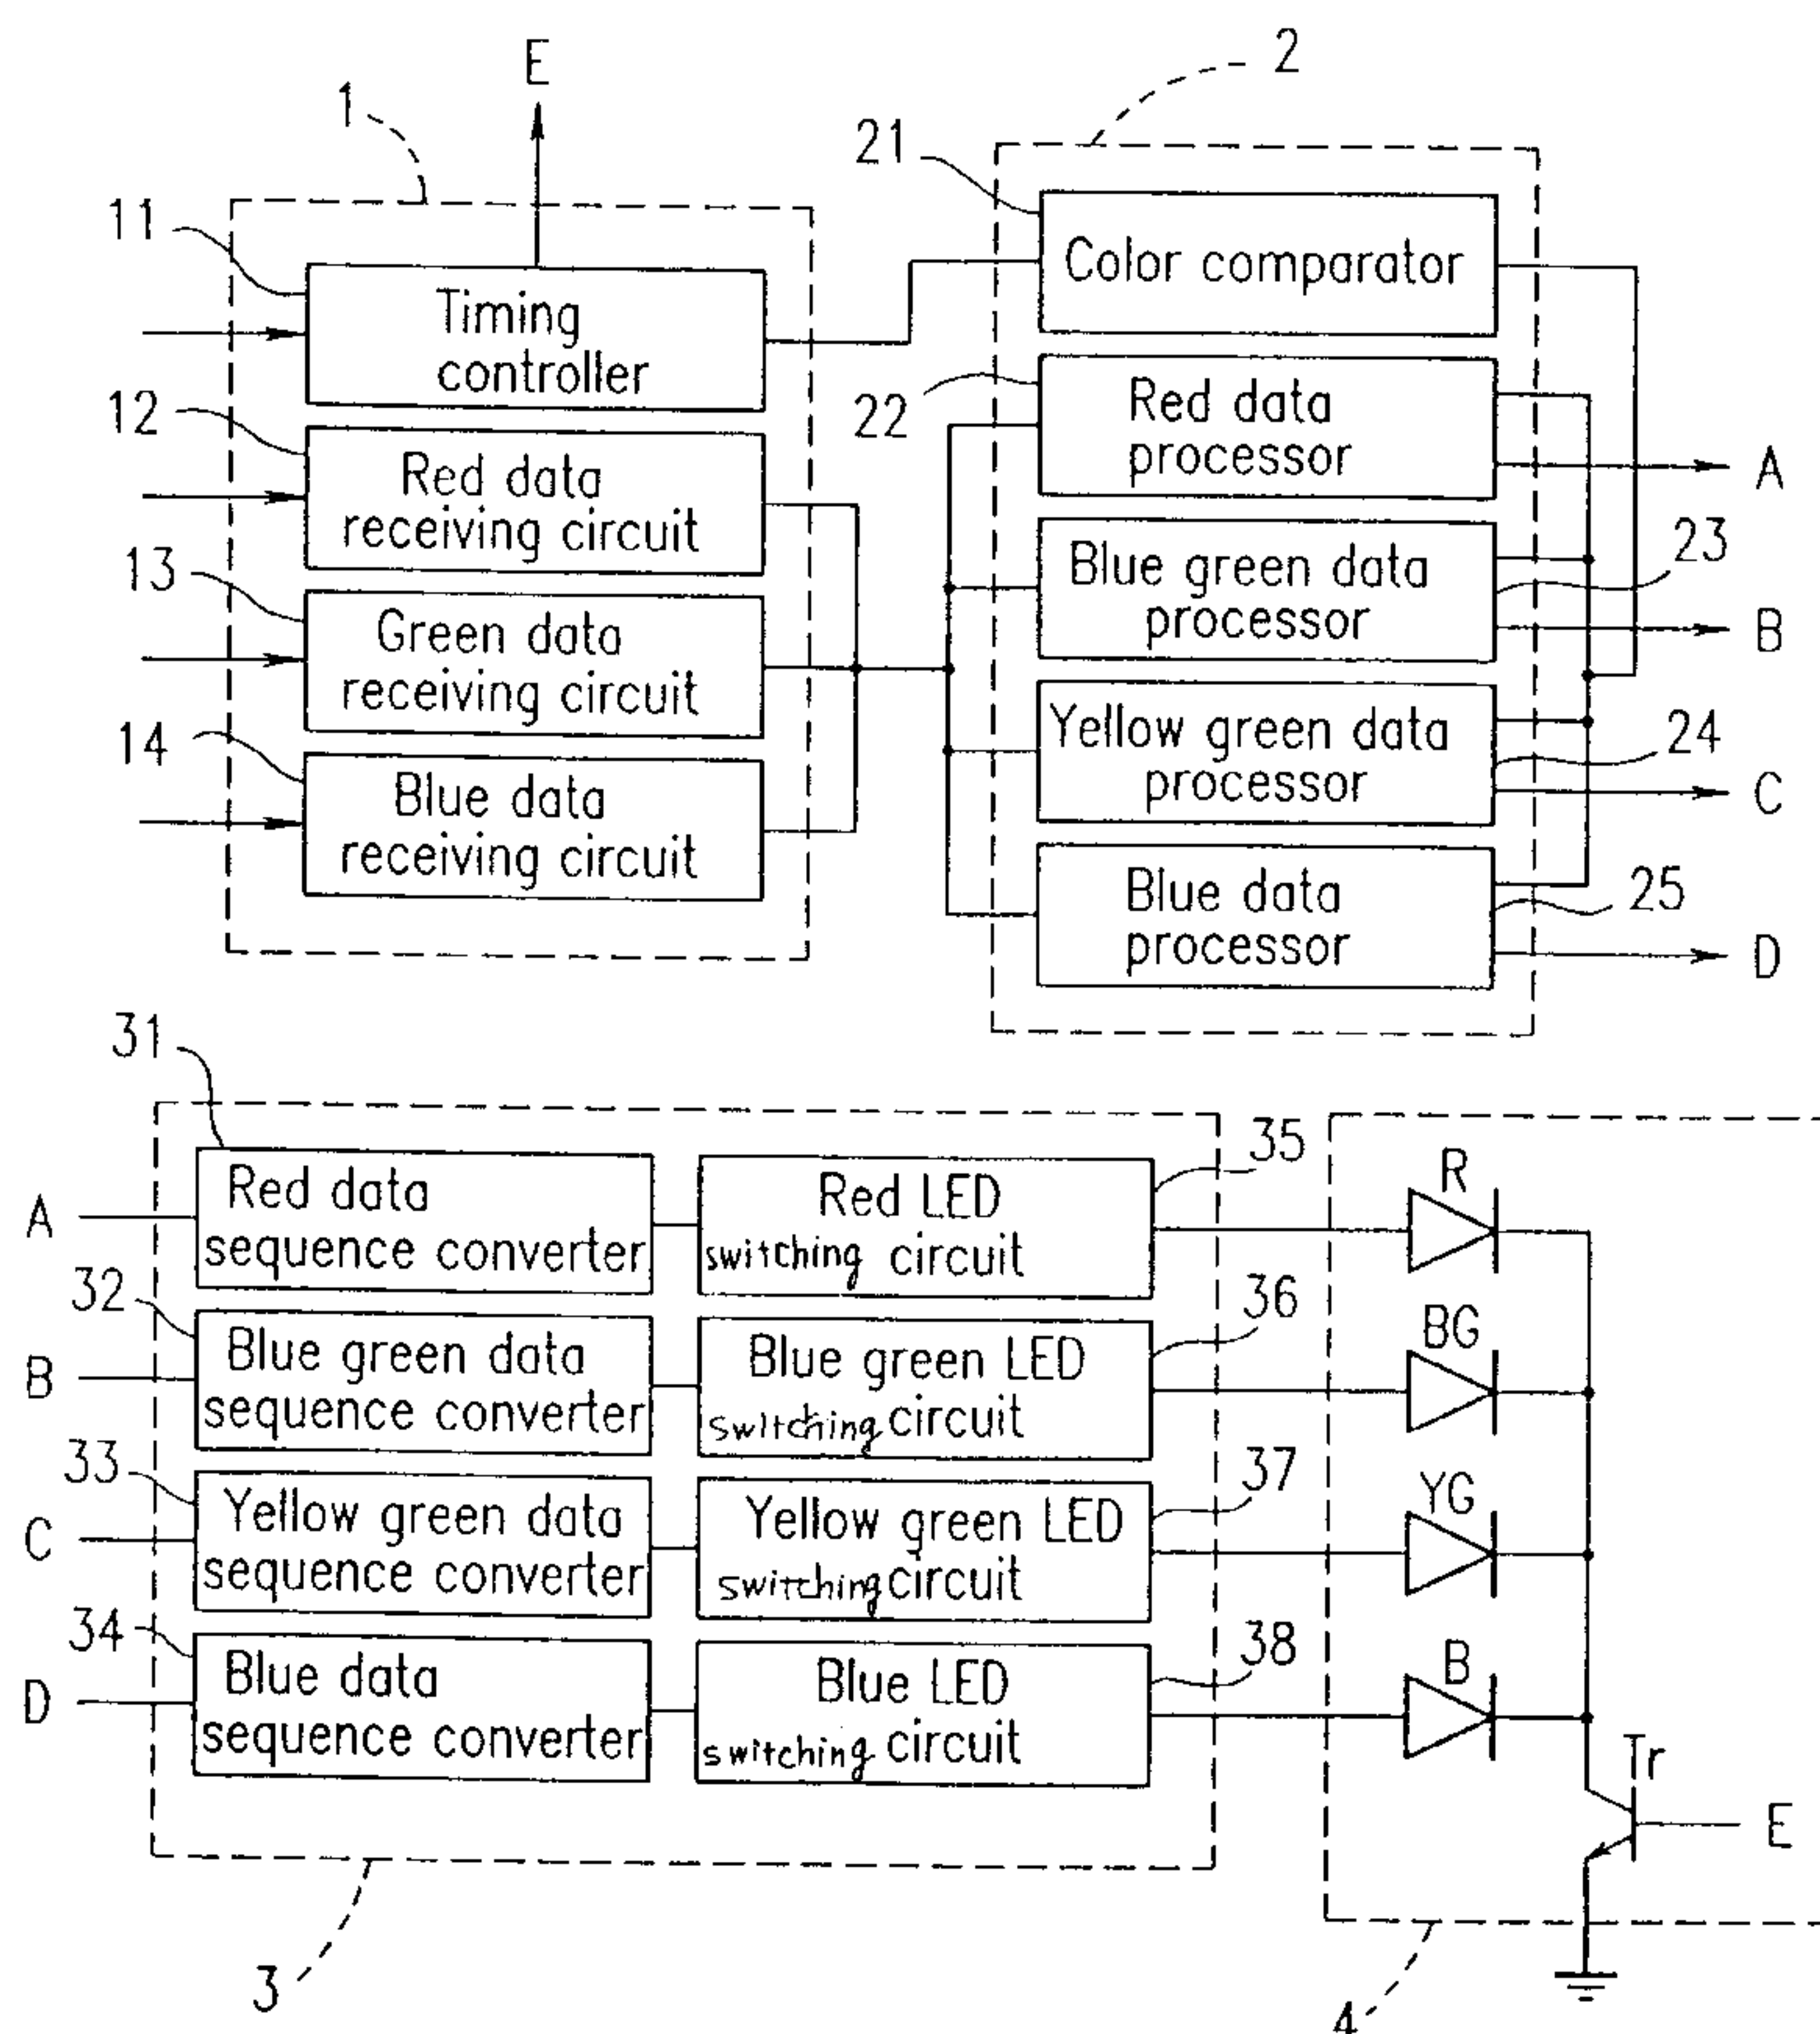 E
1
2
11
Timing
controller
12
Red data
receiving circuit
13
Green data
receiving circuit
14
Blue data
receiving circuit
21
Color comparator
22
Red data
processor
A
Blue green data
processor
23
B
Yellow green data
processor
24
C
Blue data
processor
25
D
31
A
Red data
sequence converter
Red LED
switching circuit
35
R
32
B
Blue green data
sequence converter
Blue green LED
switching circuit
36
BG
33
C
Yellow green data
sequence converter
Yellow green LED
switching circuit
37
YG
34
D
Blue data
sequence converter
Blue LED
switching circuit
38
B
Tr
E
3
4